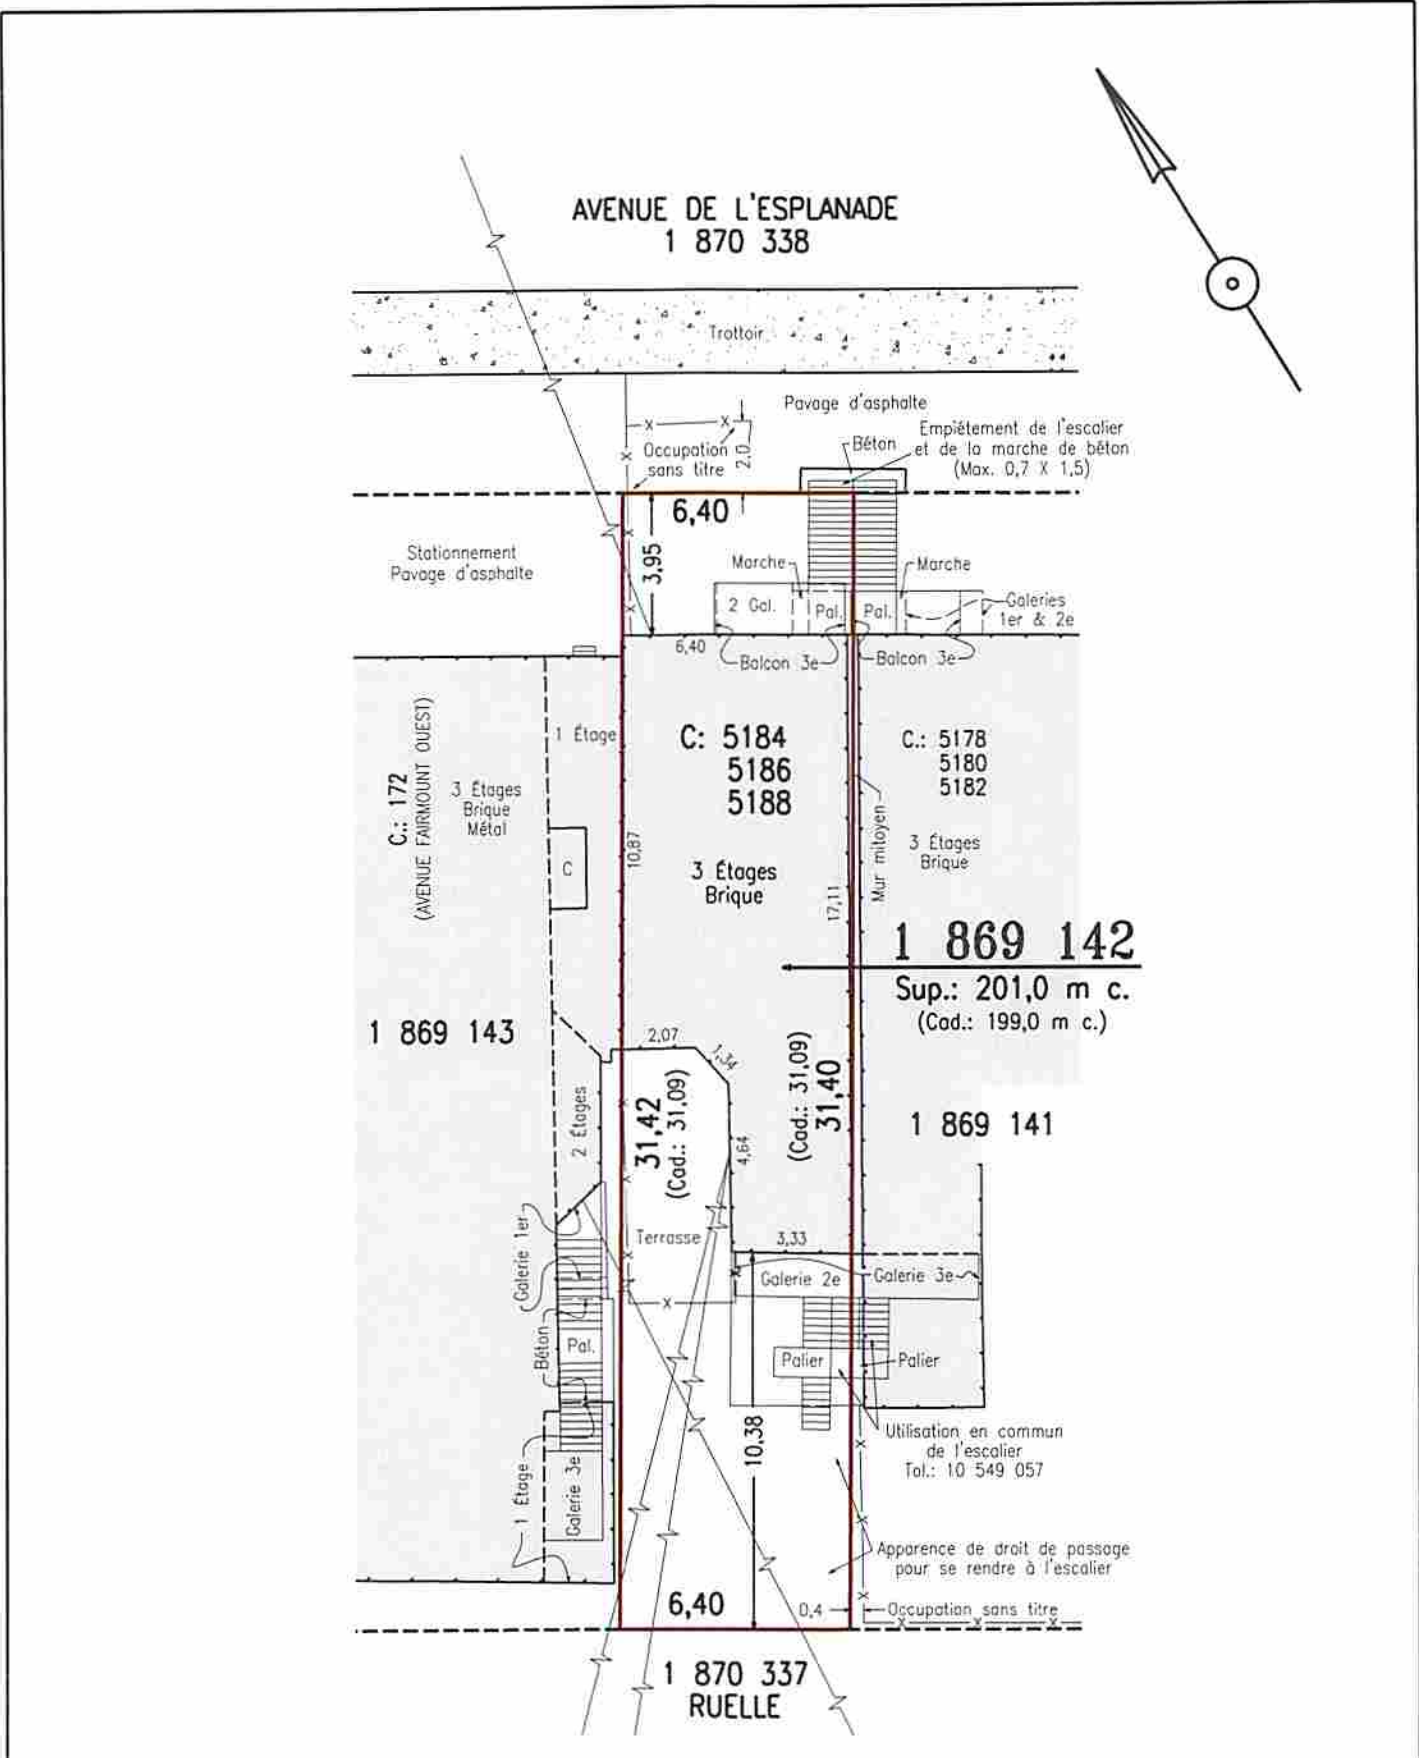 AVENUE DE L'ESPLANADE
1 870 338
Trottoir
Pavage d'asphalte
Occupation
sans titre
2,0
Béton
Empiétement de l'escalier
et de la marche de béton
(Max. 0,7 X 1,5)
6,40
3,95
Stationnement
Pavage d'asphalte
Marche
Marche
2 Gal.
Pal.
Pal.
Galeries
1er & 2e
6,40
Balcon 3e
Balcon 3e
C.: 172
(AVENUE FAIRMOUNT OUEST)
3 Étages
Brique
Métal
1 Étage
C
C: 5184
5186
5188
3 Étages
Brique
10,87
17,11
Mur mitoyen
C.: 5178
5180
5182
3 Étages
Brique
1 869 142
Sup.: 201,0 m c.
(Cad.: 199,0 m c.)
1 869 143
2,07
1,34
31,42
(Cad.: 31,09)
4,64
(Cad.: 31,09)
31,40
1 869 141
2 Étages
Galerie 1er
Terrasse
3,33
Galerie 2e
Galerie 3e
Béton
Pal.
Palier
Palier
10,38
Utilisation en commun
de l'escalier
Tol.: 10 549 057
1 Étage
Galerie 3e
Apparence de droit de passage
pour se rendre à l'escalier
6,40
0,4
Occupation sans titre
1 870 337
RUELLE